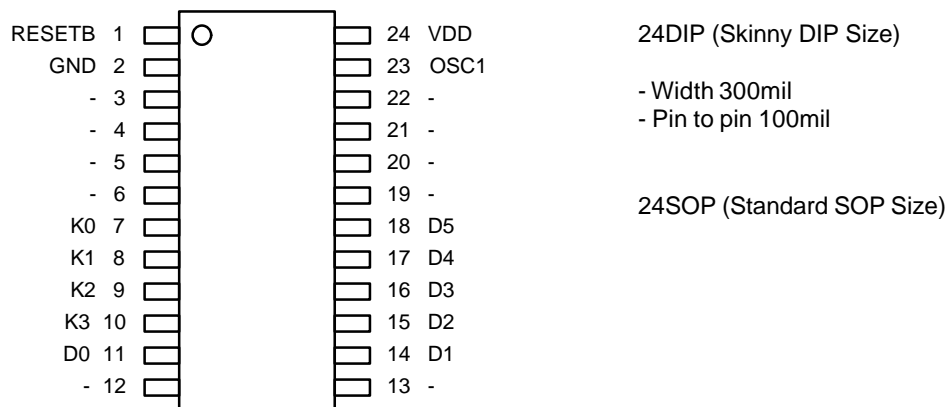 RESETB 1 24 VDD
GND 2 23 OSC1
- 3 22 -
- 4 21 -
- 5 20 -
- 6 19 -
K0 7 18 D5
K1 8 17 D4
K2 9 16 D3
K3 10 15 D2
D0 11 14 D1
- 12 13 -
24DIP (Skinny DIP Size)
- Width 300mil
- Pin to pin 100mil
24SOP (Standard SOP Size)